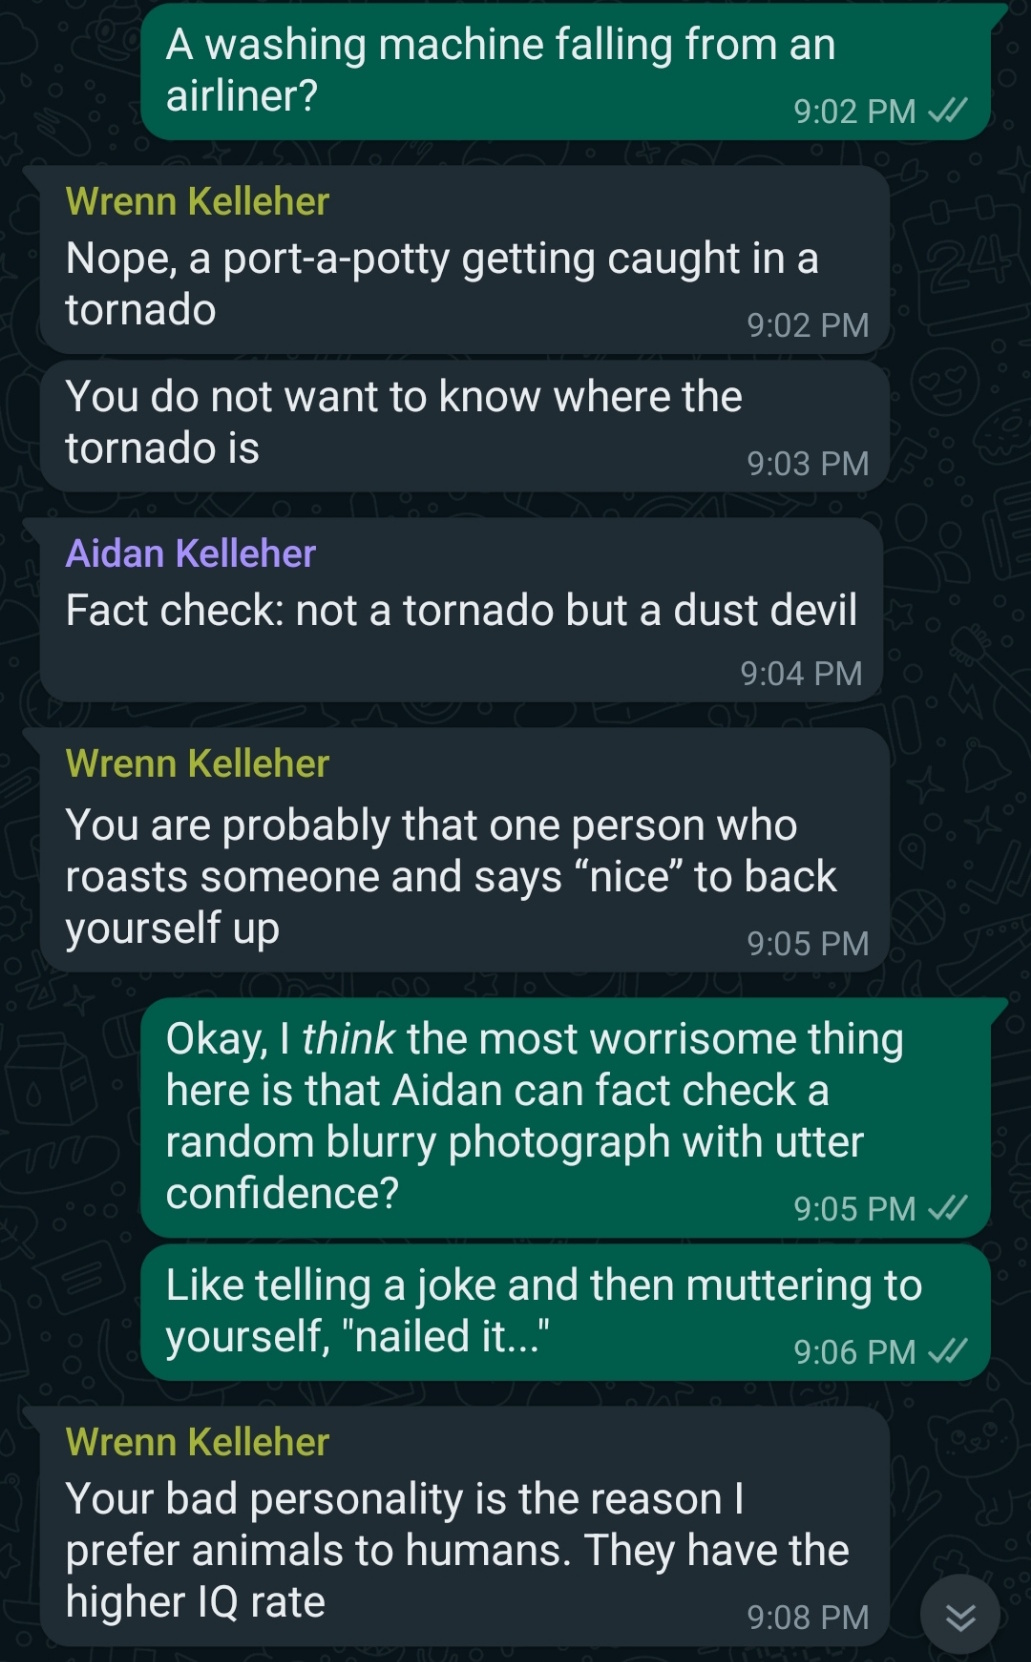 A washing machine falling from an
airliner?
9:02 PM
Wrenn Kelleher
Nope, a port-a-potty getting caught in a
tornado
9:02 PM
You do not want to know where the
tornado is
9:03 PM
Aidan Kelleher
Fact check: not a tornado but a dust devil
9:04 PM
Wrenn Kelleher
You are probably that one person who
roasts someone and says “nice” to back
yourself up
9:05 PM
Okay, I think the most worrisome thing
here is that Aidan can fact check a
random blurry photograph with utter
confidence?
9:05 PM
Like telling a joke and then muttering to
yourself, "nailed it..."
9:06 PM
Wrenn Kelleher
Your bad personality is the reason I
prefer animals to humans. They have the
higher IQ rate
9:08 PM